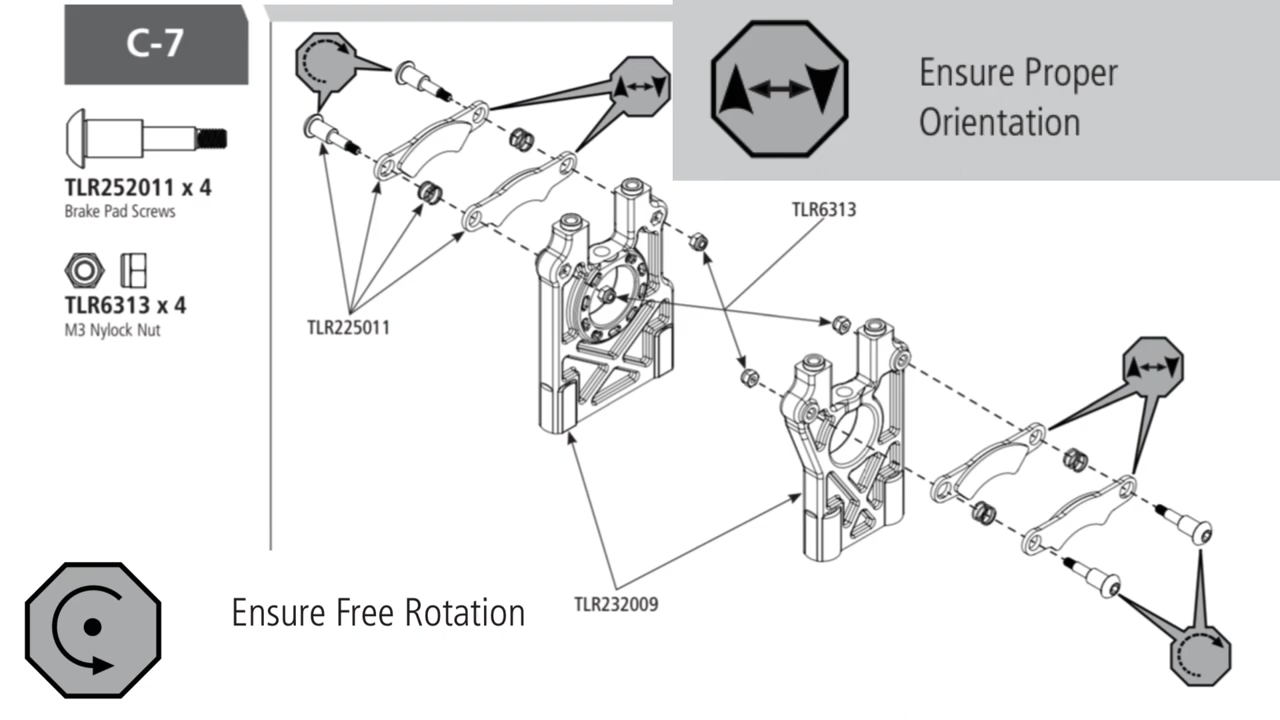 C-7
TLR252011 x 4
Brake Pad Screws
TLR6313 x 4
M3 Nylock Nut
Ensure Proper
Orientation
TLR6313
TLR225011
TLR232009
Ensure Free Rotation